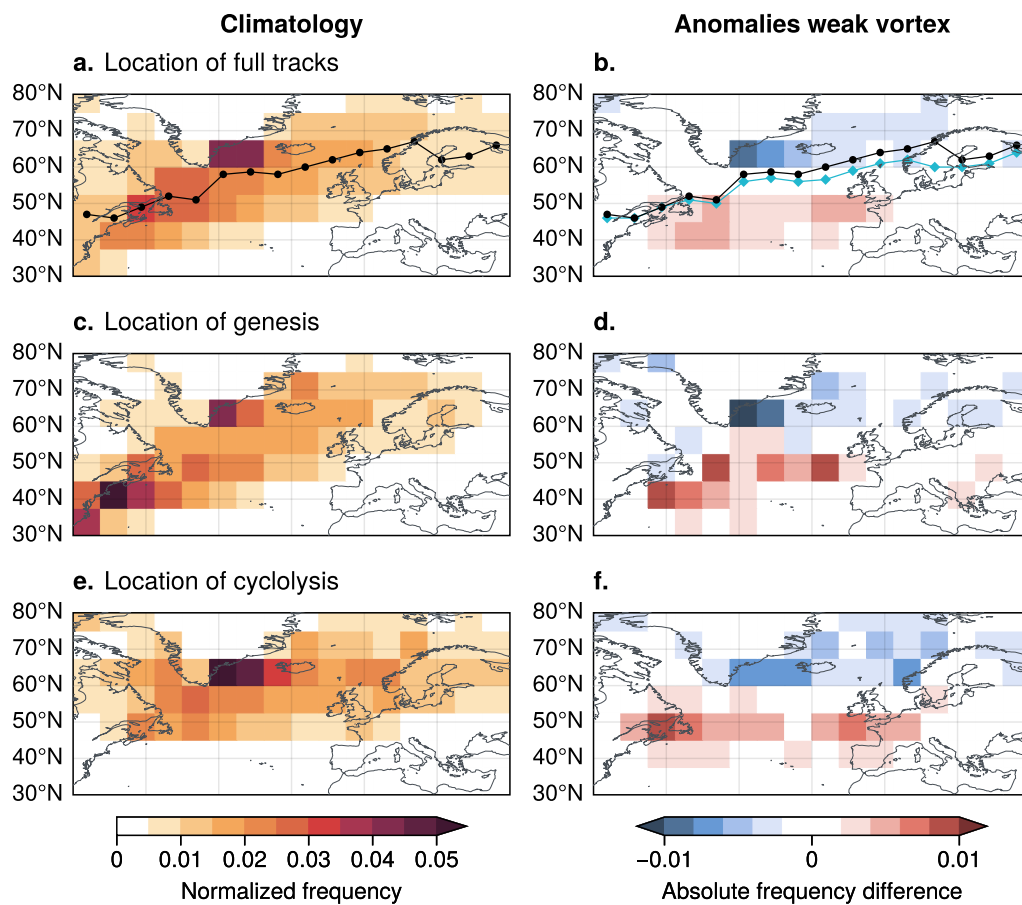 Climatology Anomalies weak vortex
a. Location of full tracks b.
80°N 80°N
70°N 70°N
60°N 60°N
50°N 50°N
40°N 40°N
30°N 30°N
c. Location of genesis d.
80°N 80°N
70°N 70°N
60°N 60°N
50°N 50°N
40°N 40°N
30°N 30°N
e. Location of cyclolysis f.
80°N 80°N
70°N 70°N
60°N 60°N
50°N 50°N
40°N 40°N
30°N 30°N
0 0.01 0.02 0.03 0.04 0.05 −0.01 0 0.01
Normalized frequency Absolute frequency difference